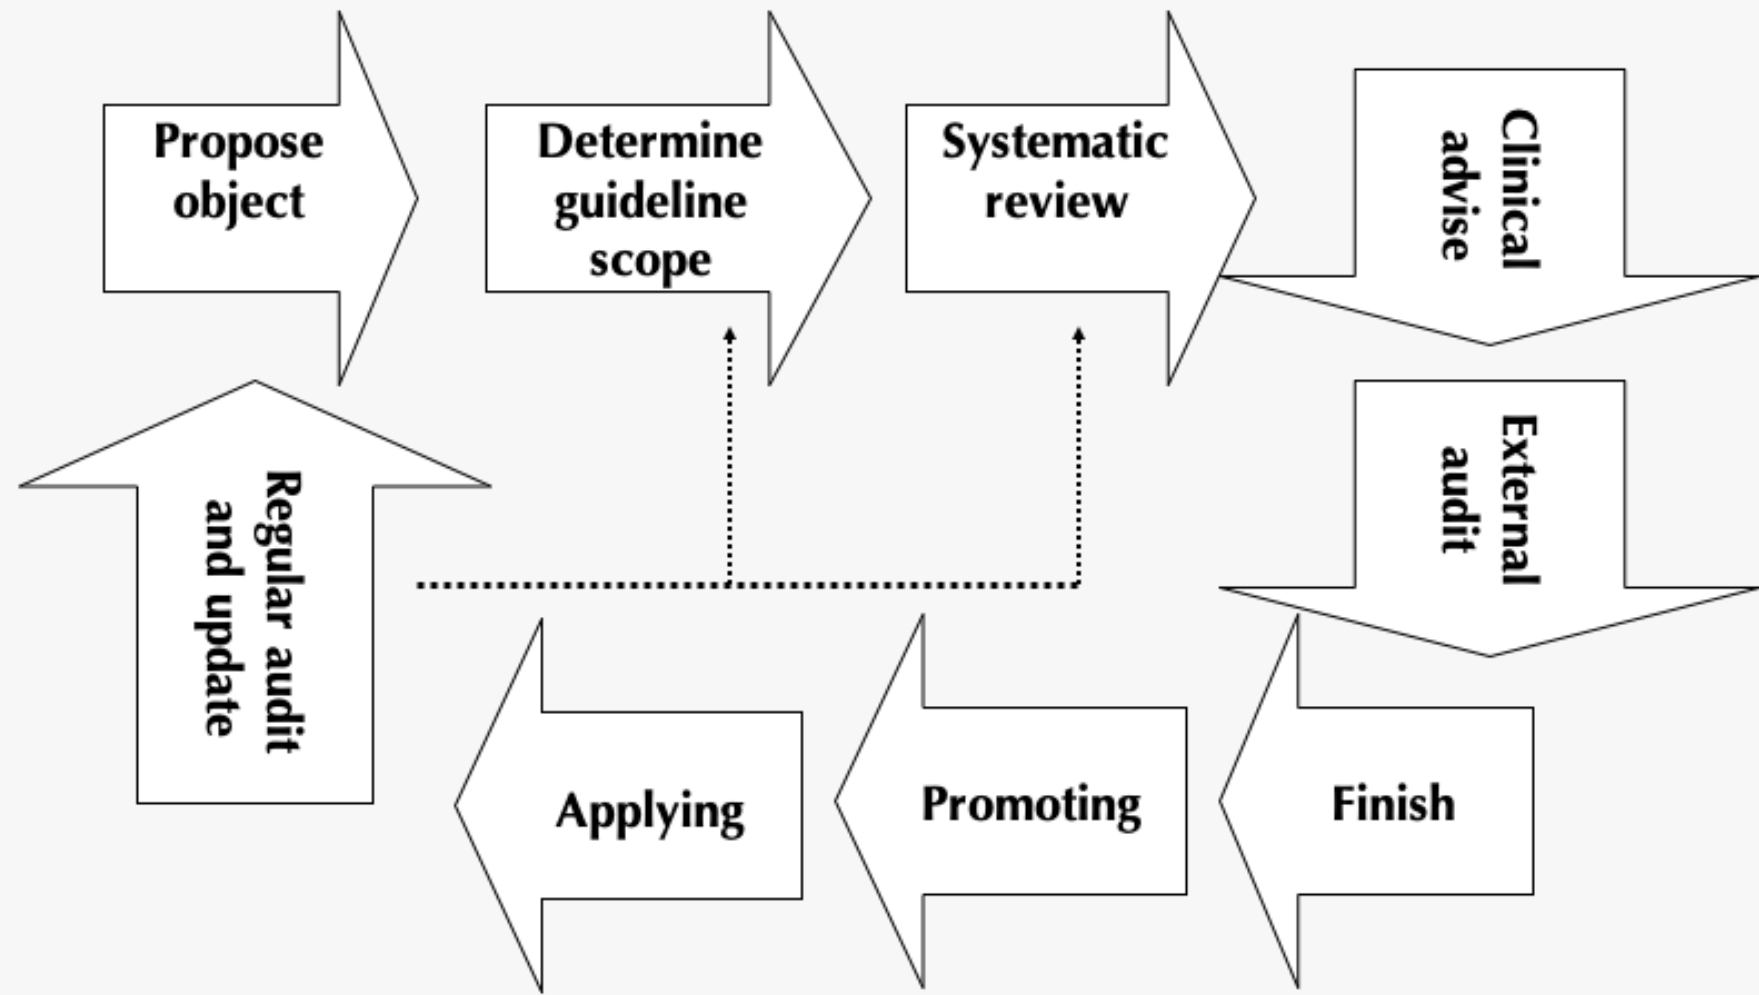 Propose
object
Determine
guideline
scope
Systematic
review
Clinical
advise
External
audit
Finish
Promoting
Applying
Regular audit
and update